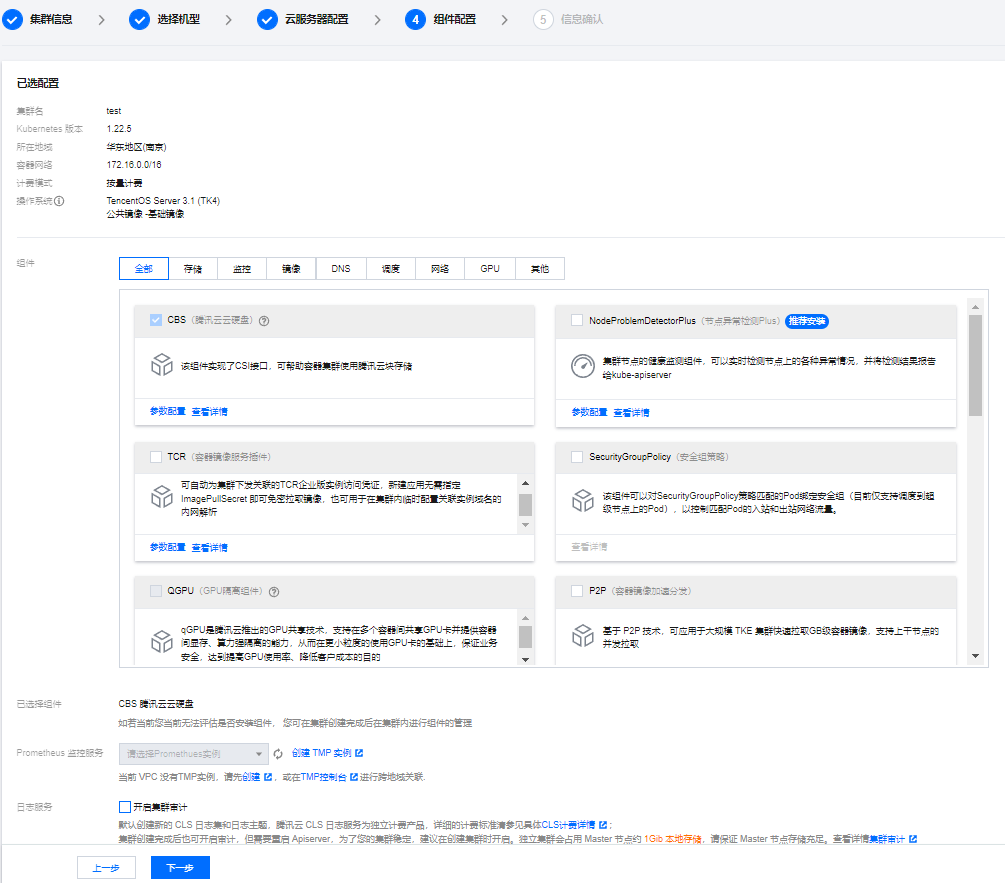 集群信息
选择机型
云服务器配置
4 组件配置
5 信息确认
已选配置
集群名 test
Kubernetes 版本 1.22.5
所在地域 华东地区(南京)
容器网络 172.16.0.0/16
计费模式 按量计费
操作系统 TencentOS Server 3.1 (TK4)
公共镜像 -基础镜像
组件 全部 存储 监控 镜像 DNS 调度 网络 GPU 其他
CBS（腾讯云云硬盘）
该组件实现了CSI接口，可帮助容器集群使用腾讯云块存储
参数配置 查看详情
NodeProblemDetectorPlus（节点异常检测Plus） 推荐安装
集群节点的健康监测组件，可以实时检测节点上的各种异常情况，并将检测结果报告
给kube-apiserver
参数配置 查看详情
TCR（容器镜像服务插件）
可自动为集群下发关联的TCR企业版实例访问凭证，新建应用无需指定
ImagePullSecret 即可免密拉取镜像，也可用于在集群内临时配置关联实例域名的
内网解析
参数配置 查看详情
SecurityGroupPolicy（安全组策略）
该组件可以对SecurityGroupPolicy策略匹配的Pod绑定安全组（目前仅支持调度到超
级节点上的Pod），以控制匹配Pod的入站和出站网络流量。
查看详情
QGPU（GPU隔离组件）
qGPU是腾讯云推出的GPU共享技术，支持在多个容器间共享GPU卡并提供容器
间显存、算力强隔离的能力，从而在更小粒度的使用GPU卡的基础上，保证业务
安全，达到提高GPU使用率、降低客户成本的目的
P2P（容器镜像加速分发）
基于 P2P 技术，可应用于大规模 TKE 集群快速拉取GB级容器镜像，支持上千节点的
并发拉取
已选择组件 CBS 腾讯云云硬盘
如若当前您当前无法评估是否安装组件， 您可在集群创建完成后在集群内进行组件的管理
Prometheus 监控服务 请选择Promethues实例 创建 TMP 实例
当前 VPC 没有TMP实例，请先创建 ，或在TMP控制台 进行跨地域关联.
日志服务 开启集群审计
默认创建新的 CLS 日志集和日志主题，腾讯云 CLS 日志服务为独立计费产品，详细的计费标准清参见具体CLS计费详情 ；
集群创建完成后也可开启审计，但需要重启 Apiserver，为了您的集群稳定，建议在创建集群时开启。独立集群会占用 Master 节点约 1Gib 本地存储，请保证 Master 节点存储充足。查看详情集群审计
上一步 下一步